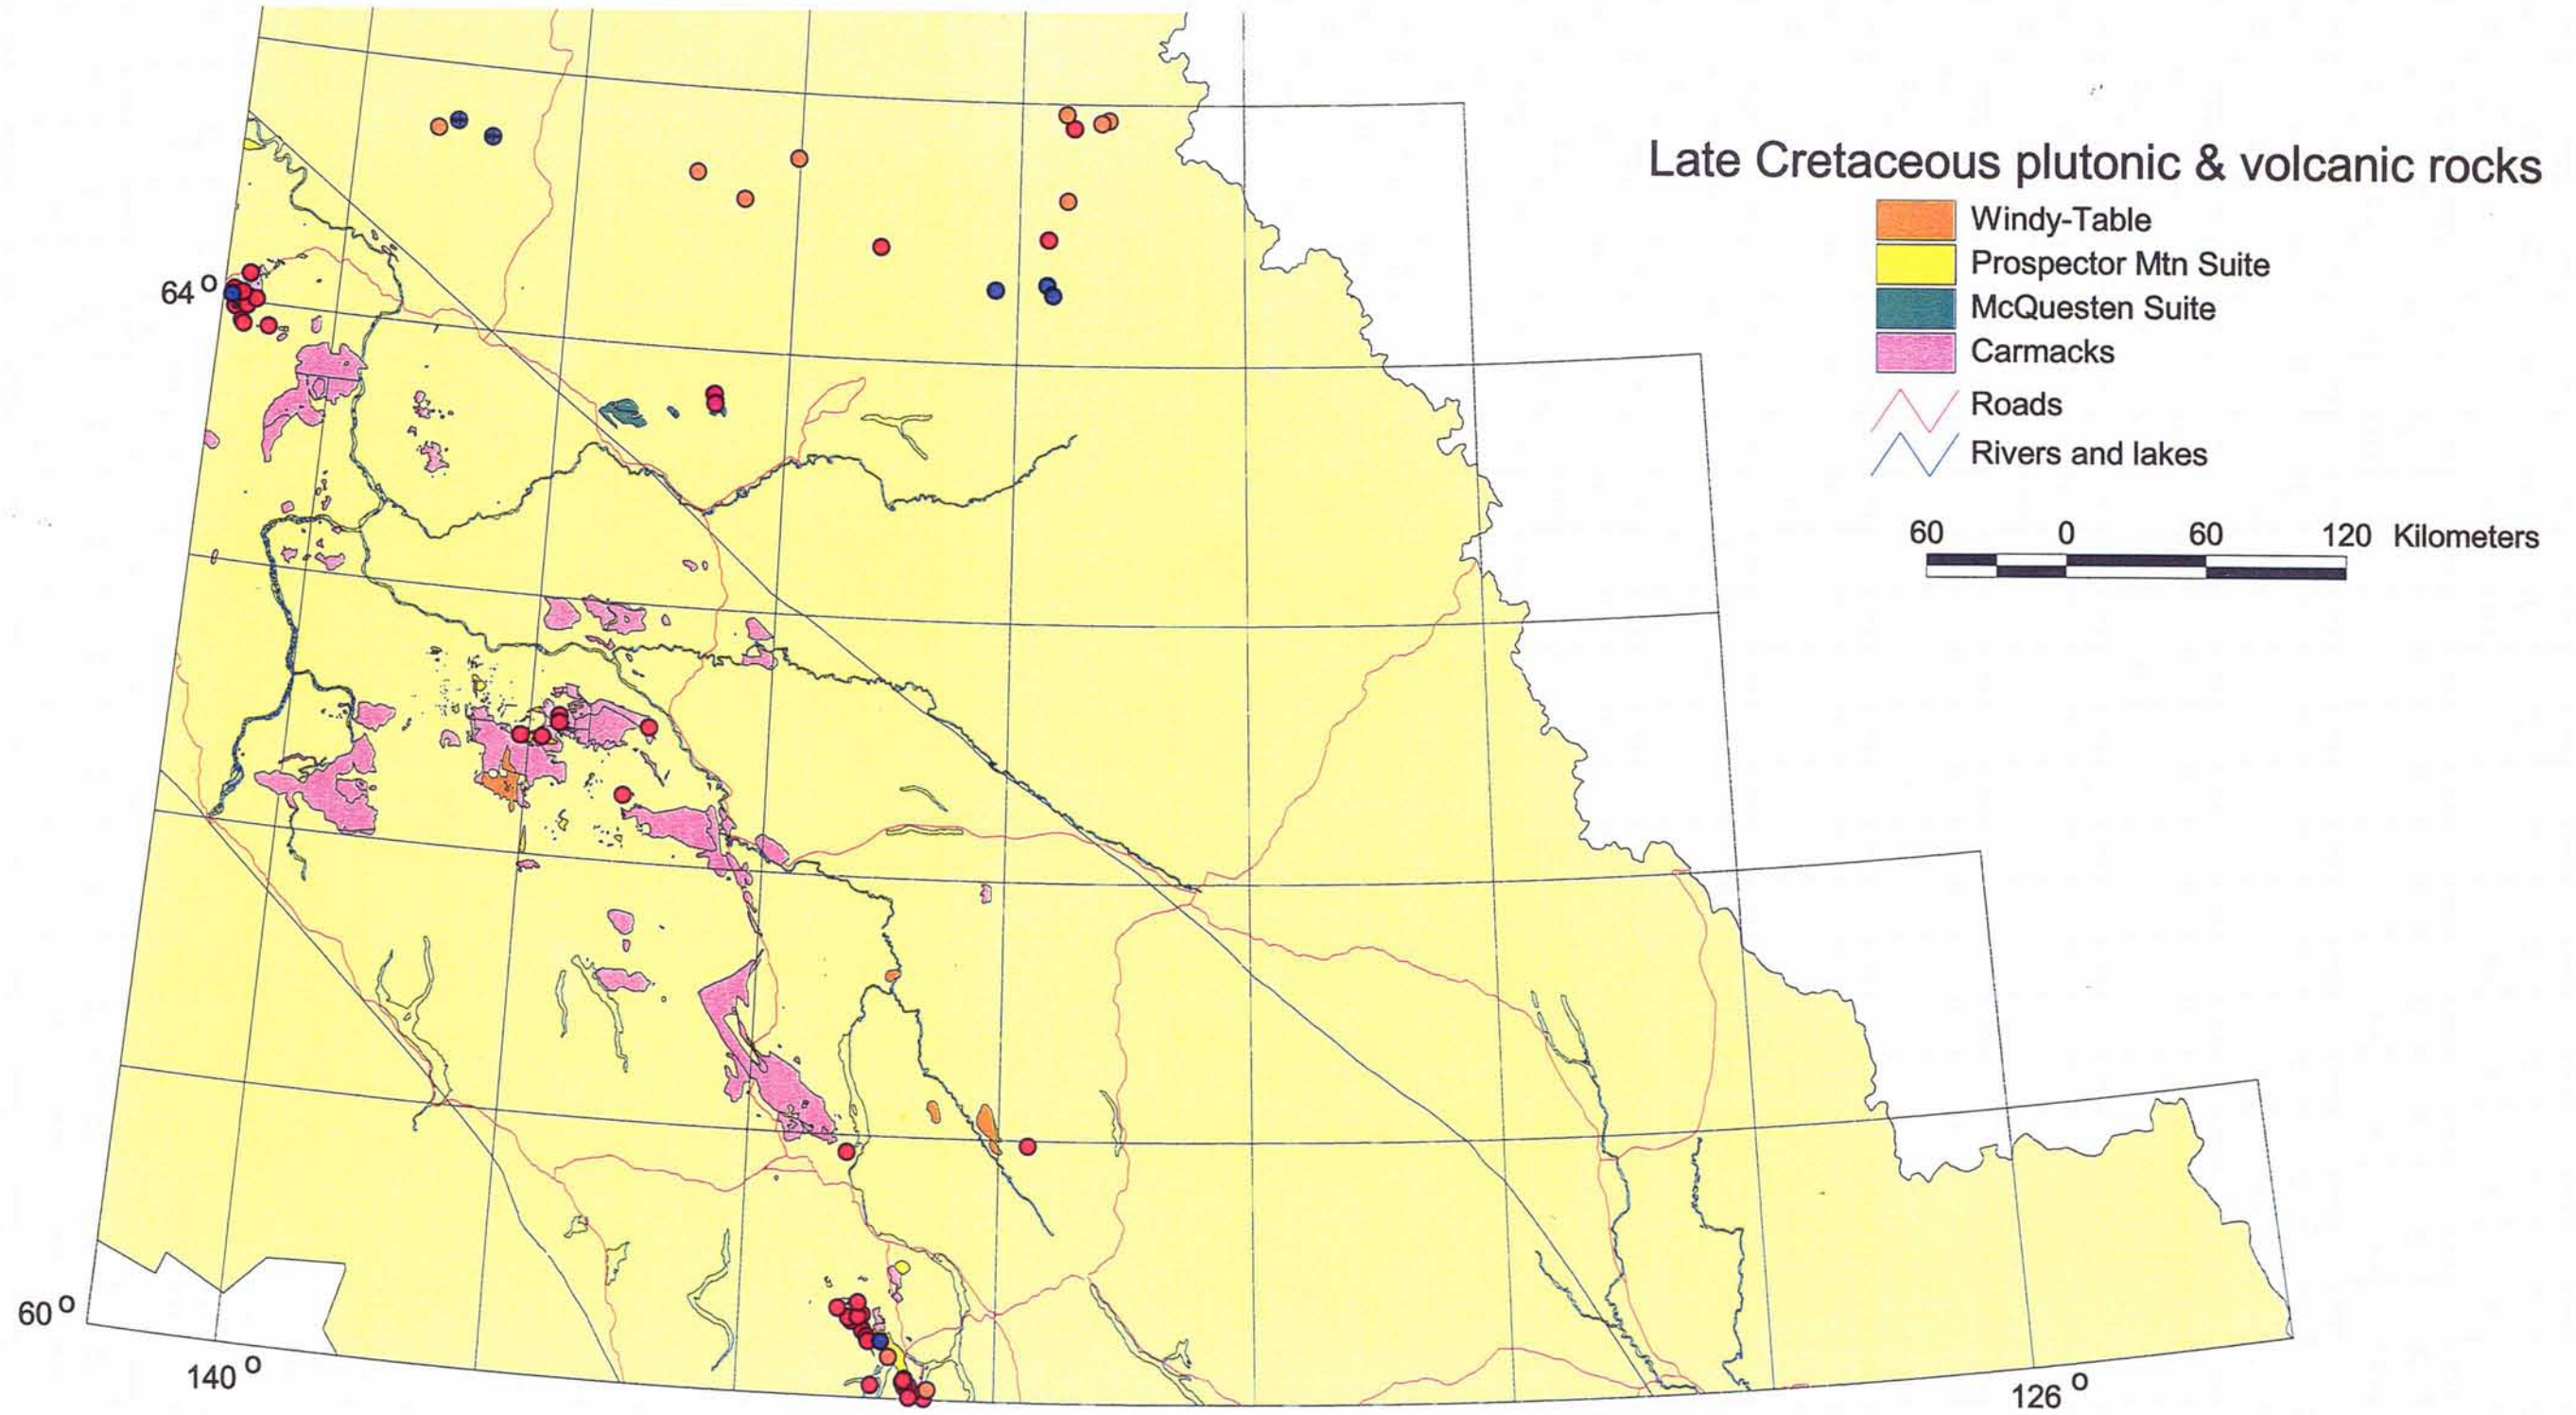 Late Cretaceous plutonic & volcanic rocks
Windy-Table
Prospector Mtn Suite
McQuesten Suite
Carmacks
Roads
Rivers and lakes
60 0 60 120 Kilometers
64°
60°
140°
126°